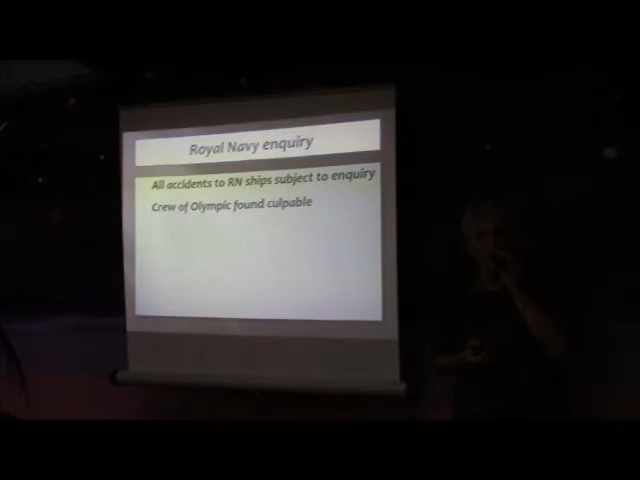 Royal Navy enquiry
All accidents to RN ships subject to enquiry
Crew of Olympic found culpable